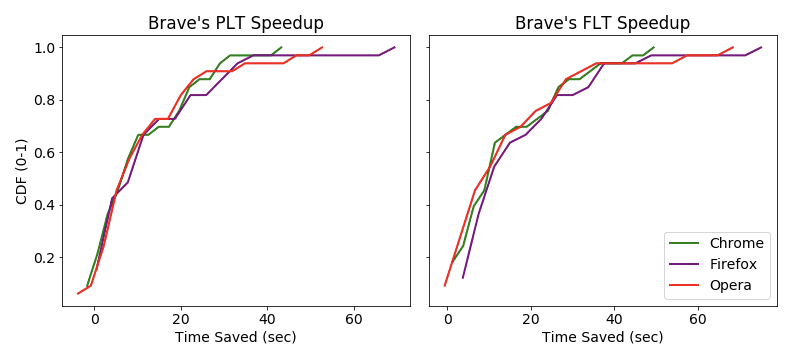 Brave's PLT Speedup
Brave's FLT Speedup
CDF (0-1)
1.0
0.8
0.6
0.4
0.2
0
20
40
60
Time Saved (sec)
0
20
40
60
Time Saved (sec)
Chrome
Firefox
Opera